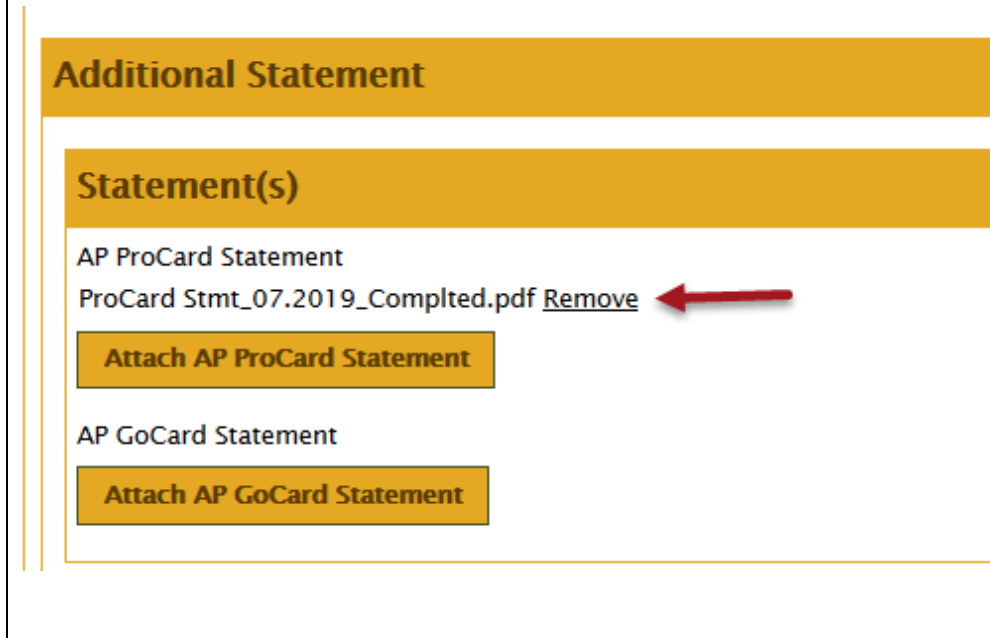 Additional Statement
Statement(s)
AP ProCard Statement
ProCard Stmt_07.2019_Complted.pdf Remove
Attach AP ProCard Statement
AP GoCard Statement
Attach AP GoCard Statement